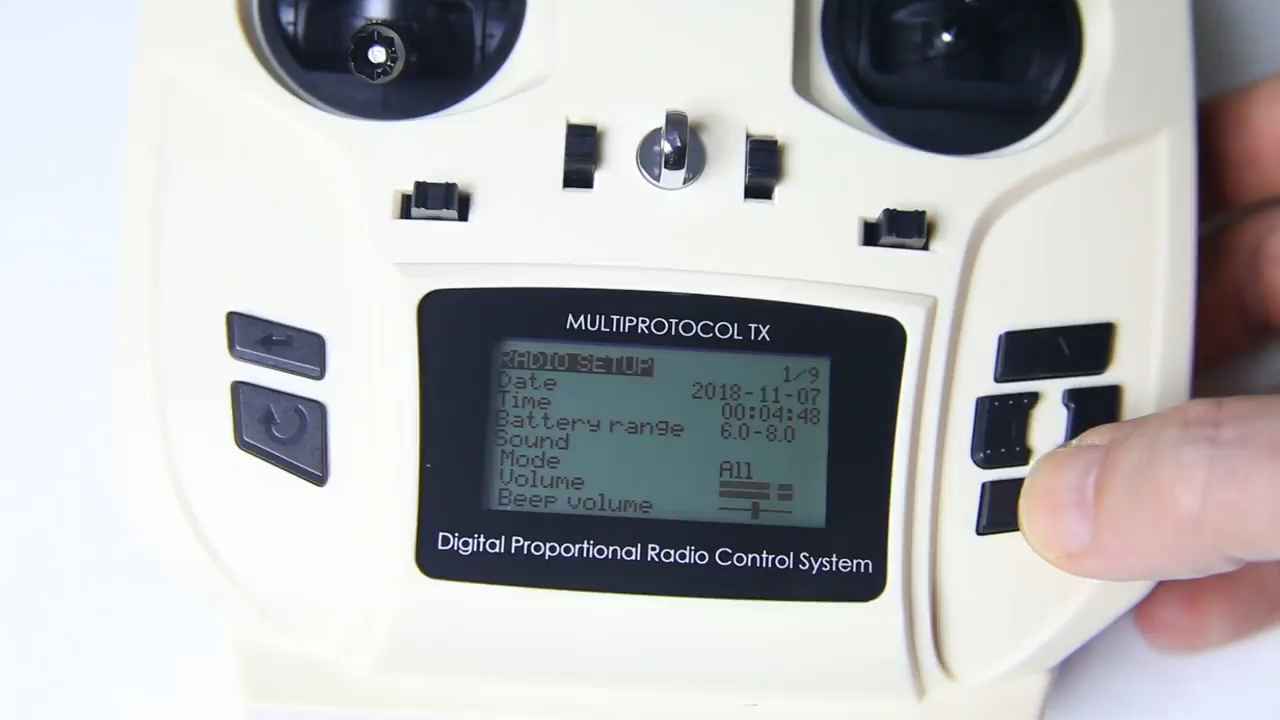 MULTIPROTOCOL TX
RADIO SETUP 1/9
Date 2018-11-07
Time 00:04:48
Battery range 6.0-8.0
Sound
Mode All
Volume
Beep volume
Digital Proportional Radio Control System